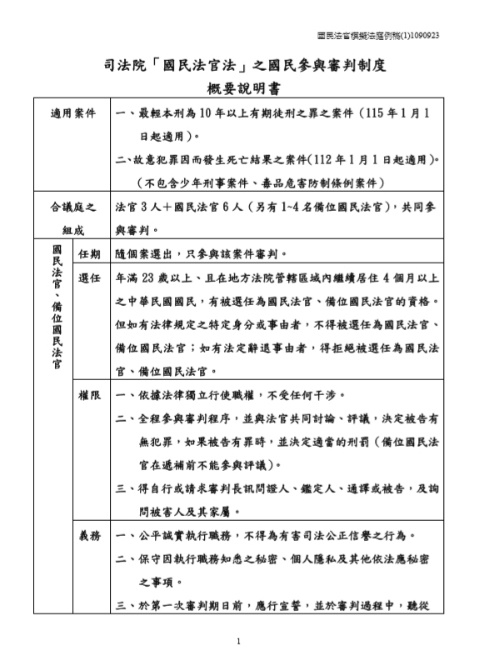 國民法官模擬法庭例稿(1)1090923
司法院「國民法官法」之國民參與審判制度
概要說明書
適用案件
一、最輕本刑為 10 年以上有期徒刑之罪之案件（115 年 1 月 1
日起適用）。
二、故意犯罪因而發生死亡結果之案件(112 年 1 月 1 日起適用)。
（不包含少年刑事案件、毒品危害防制條例案件）
合議庭之
組成
法官 3 人＋國民法官 6 人（另有 1~4 名備位國民法官），共同參
與審判。
國民法官、備位國民法官
任期
隨個案選出，只參與該案件審判。
選任
年滿 23 歲以上、且在地方法院管轄區域內繼續居住 4 個月以上
之中華民國國民，有被選任為國民法官、備位國民法官的資格。
但如有法律規定之特定身分或事由者，不得被選任為國民法官、
備位國民法官；如有法定辭退事由者，得拒絕被選任為國民法
官、備位國民法官。
權限
一、依據法律獨立行使職權，不受任何干涉。
二、全程參與審判程序，並與法官共同討論、評議，決定被告有
無犯罪，如果被告有罪時，並決定適當的刑罰（備位國民法
官在遞補前不能參與評議）。
三、得自行或請求審判長訊問證人、鑑定人、通譯或被告，及詢
問被害人及其家屬。
義務
一、公平誠實執行職務，不得為有害司法公正信譽之行為。
二、保守因執行職務知悉之秘密、個人隱私及其他依法應秘密
之事項。
三、於第一次審判期日前，應行宣誓，並於審判過程中，聽從
1